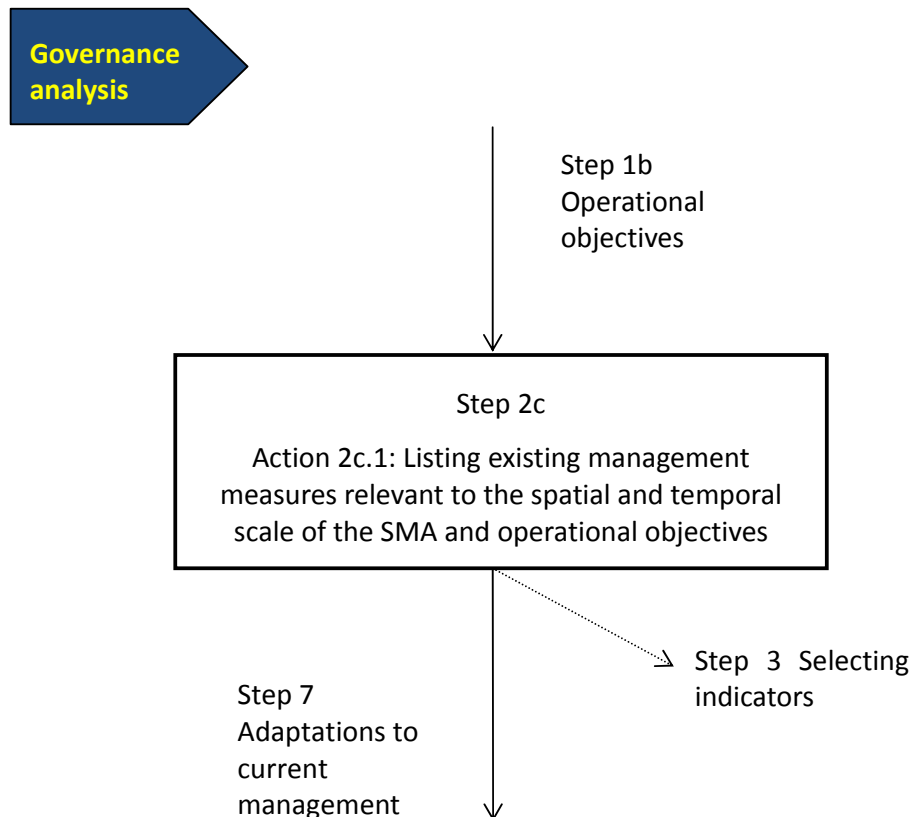 Governance
analysis
Step 1b
Operational
objectives
Step 2c
Action 2c.1: Listing existing management
measures relevant to the spatial and temporal
scale of the SMA and operational objectives
Step 3 Selecting
indicators
Step 7
Adaptations to
current
management